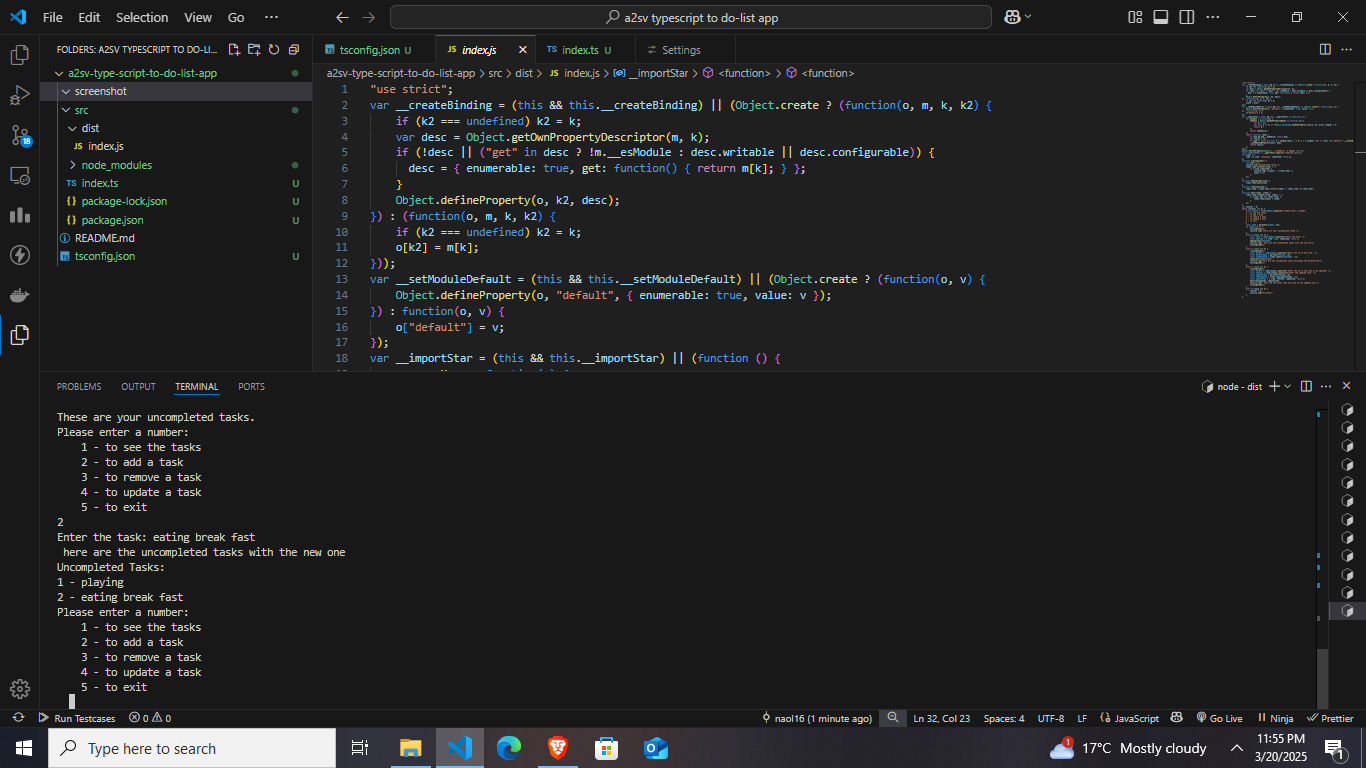 File Edit Selection View Go ··· a2sv typescript to do-list app
FOLDERS: A2SV TYPESCRIPT TO DO-LI...
a2sv-type-script-to-do-list-app
screenshot
src
dist
JS index.js
node_modules
TS index.ts U
{} package-lock.json U
{} package.json U
README.md
tsconfig.json U
18
tsconfig.json U JS index.js TS index.ts U Settings
a2sv-type-script-to-do-list-app > src > dist > JS index.js > __importStar > <function> > <function>
1 "use strict";
2 var __createBinding = (this && this.__createBinding) || (Object.create ? (function(o, m, k, k2) {
3 if (k2 === undefined) k2 = k;
4 var desc = Object.getOwnPropertyDescriptor(m, k);
5 if (!desc || ("get" in desc ? !m.__esModule : desc.writable || desc.configurable)) {
6 desc = { enumerable: true, get: function() { return m[k]; } };
7 }
8 Object.defineProperty(o, k2, desc);
9 }) : (function(o, m, k, k2) {
10 if (k2 === undefined) k2 = k;
11 o[k2] = m[k];
12 }));
13 var __setModuleDefault = (this && this.__setModuleDefault) || (Object.create ? (function(o, v) {
14 Object.defineProperty(o, "default", { enumerable: true, value: v });
15 }) : function(o, v) {
16 o["default"] = v;
17 });
18 var __importStar = (this && this.__importStar) || (function () {
PROBLEMS OUTPUT TERMINAL PORTS node - dist
These are your uncompleted tasks.
Please enter a number:
1 - to see the tasks
2 - to add a task
3 - to remove a task
4 - to update a task
5 - to exit
2
Enter the task: eating break fast
here are the uncompleted tasks with the new one
Uncompleted Tasks:
1 - playing
2 - eating break fast
Please enter a number:
1 - to see the tasks
2 - to add a task
3 - to remove a task
4 - to update a task
5 - to exit
Run Testcases 0 0 naol16 (1 minute ago) Ln 32, Col 23 Spaces: 4 UTF-8 LF {} JavaScript Go Live Ninja Prettier
Type here to search 1 17°C Mostly cloudy 11:55 PM
3/20/2025 1